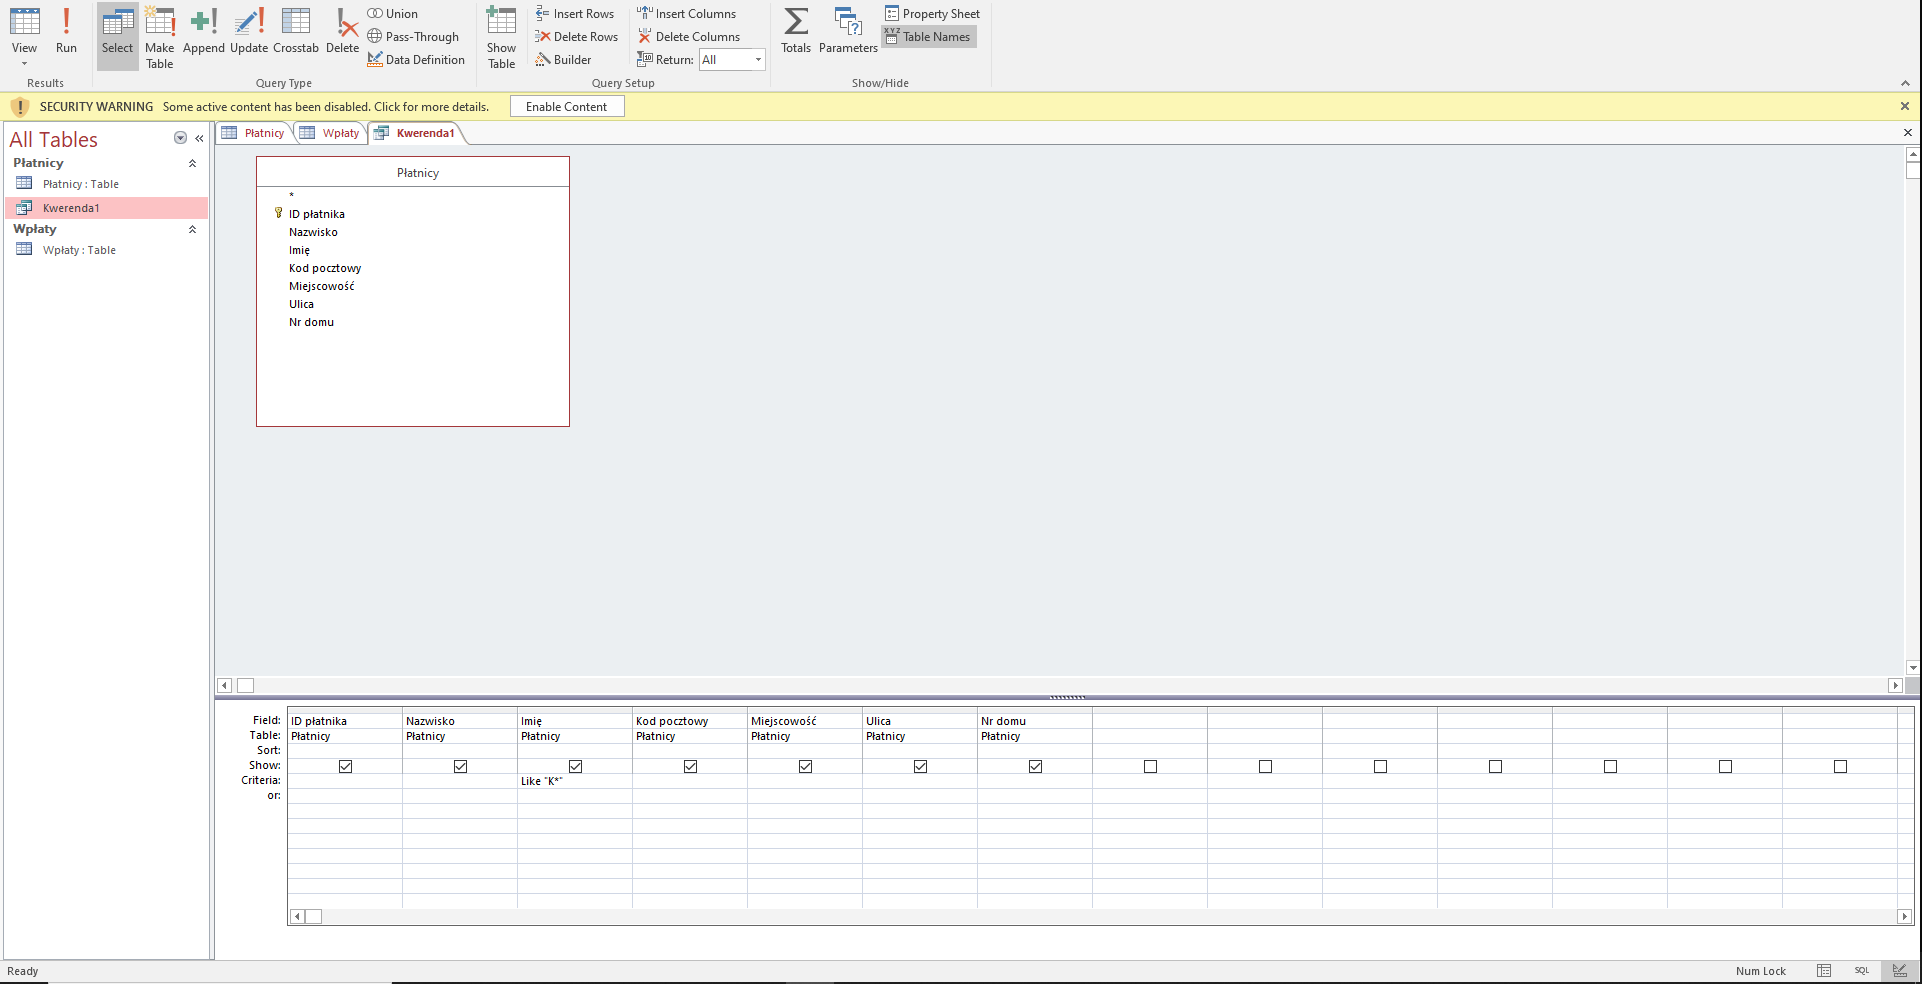 View
Run
Select
Make Table
Append
Update
Crosstab
Delete
Union
Pass-Through
Data Definition
Show Table
Insert Rows
Delete Rows
Builder
Insert Columns
Delete Columns
Return: All
Totals
Parameters
Property Sheet
Table Names
Results
Query Type
Query Setup
Show/Hide
SECURITY WARNING Some active content has been disabled. Click for more details. Enable Content
All Tables
Płatnicy
Płatnicy : Table
Kwerenda1
Wpłaty
Wpłaty : Table
Płatnicy Wpłaty Kwerenda1
Płatnicy
*
ID płatnika
Nazwisko
Imię
Kod pocztowy
Miejscowość
Ulica
Nr domu
Field: ID płatnika Nazwisko Imię Kod pocztowy Miejscowość Ulica Nr domu
Table: Płatnicy Płatnicy Płatnicy Płatnicy Płatnicy Płatnicy Płatnicy
Sort:
Show:
Criteria: Like "K*"
or:
Ready Num Lock SQL